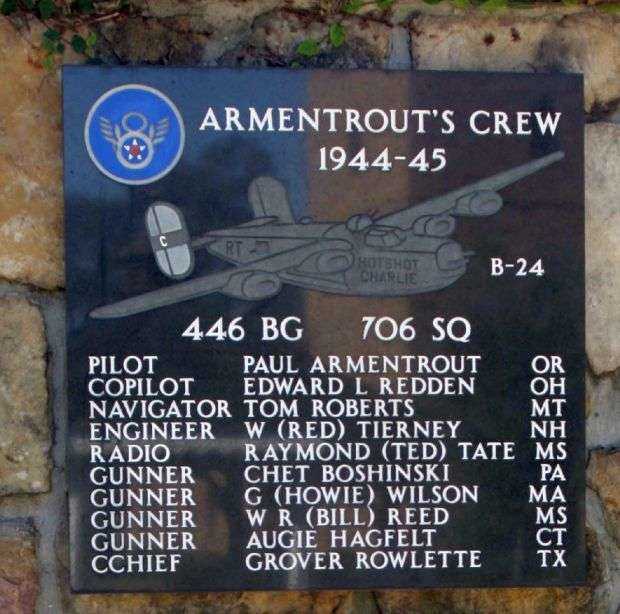 ARMENTROUT'S CREW
1944-45
C
RT
HOTSHOT
CHARLIE
B-24
446 BG 706 SQ
PILOT PAUL ARMENTROUT OR
COPILOT EDWARD L REDDEN OH
NAVIGATOR TOM ROBERTS MT
ENGINEER W (RED) TIERNEY NH
RADIO RAYMOND (TED) TATE MS
GUNNER CHET BOSHINSKI PA
GUNNER G (HOWIE) WILSON MA
GUNNER W R (BILL) REED MS
GUNNER AUGIE HAGFELT CT
CCHIEF GROVER ROWLETTE TX